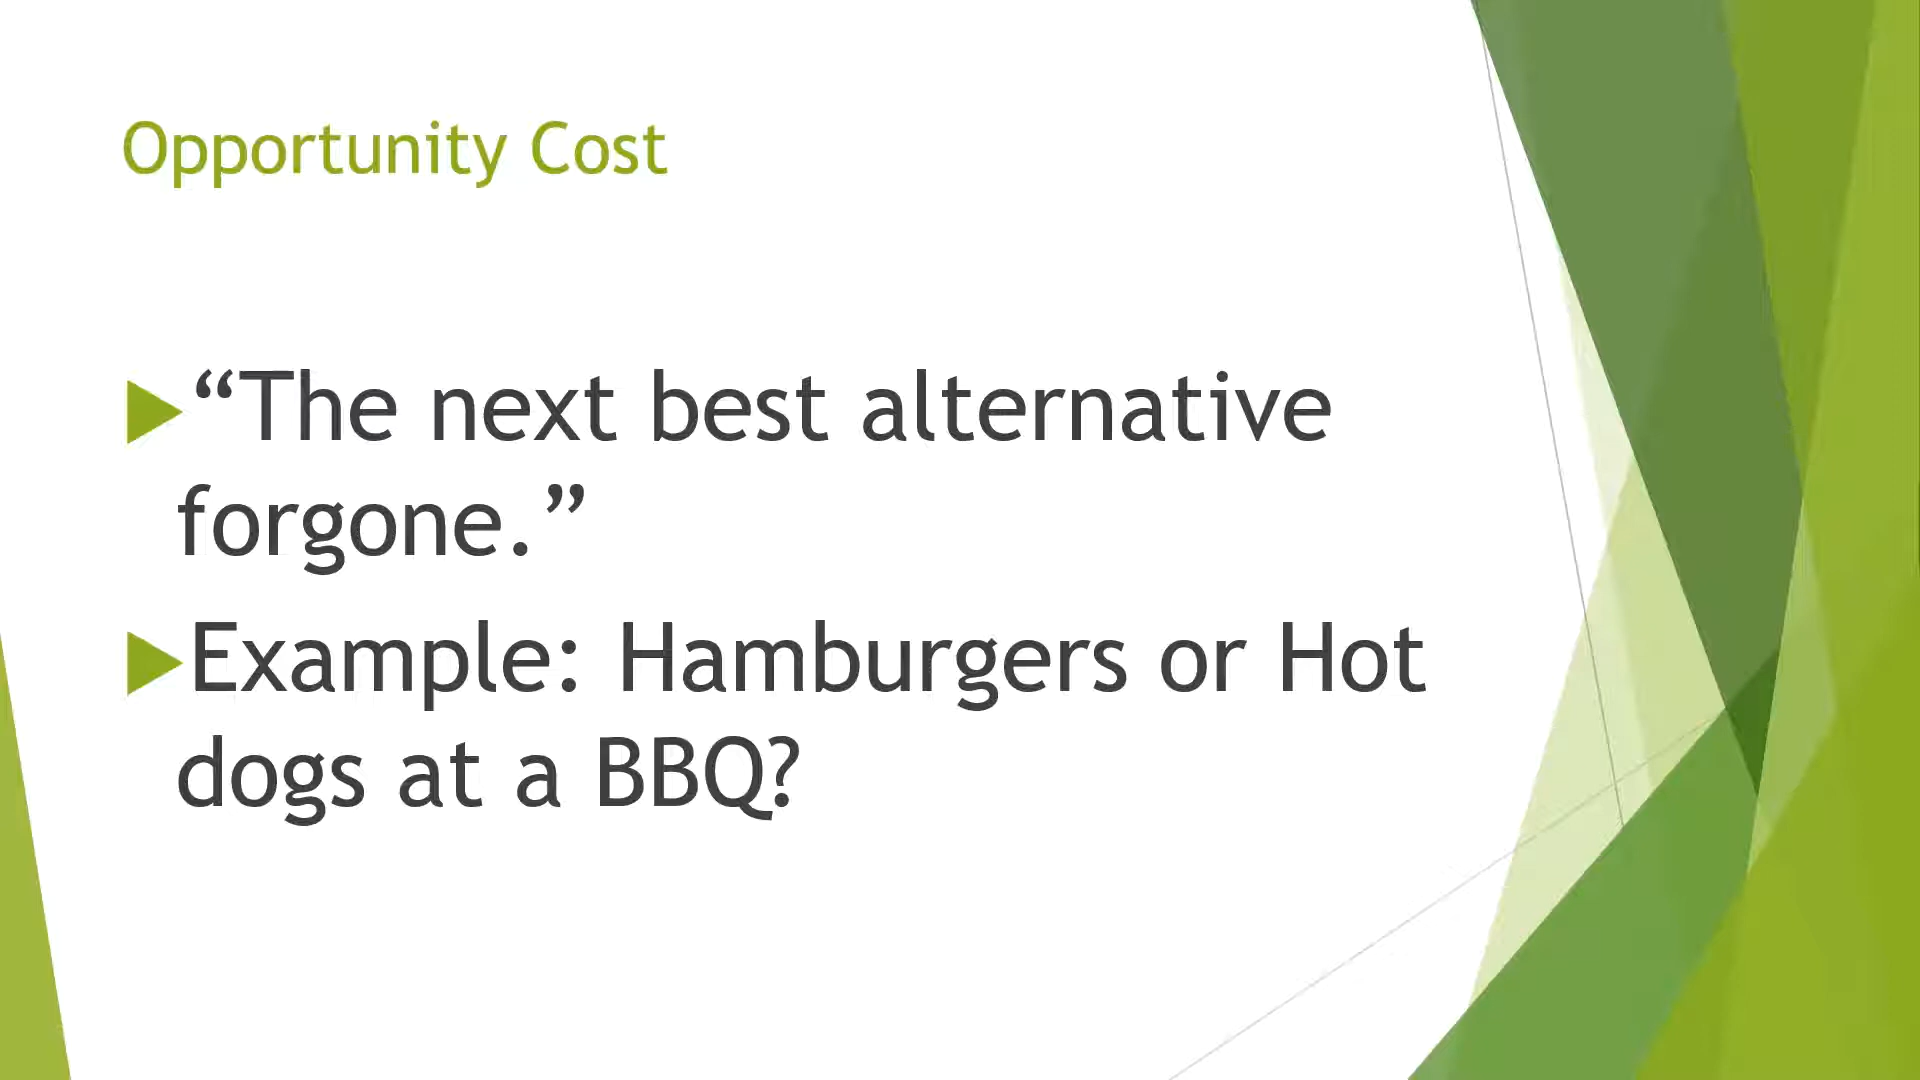 Opportunity Cost
“The next best alternative
forgone.”
Example: Hamburgers or Hot
dogs at a BBQ?